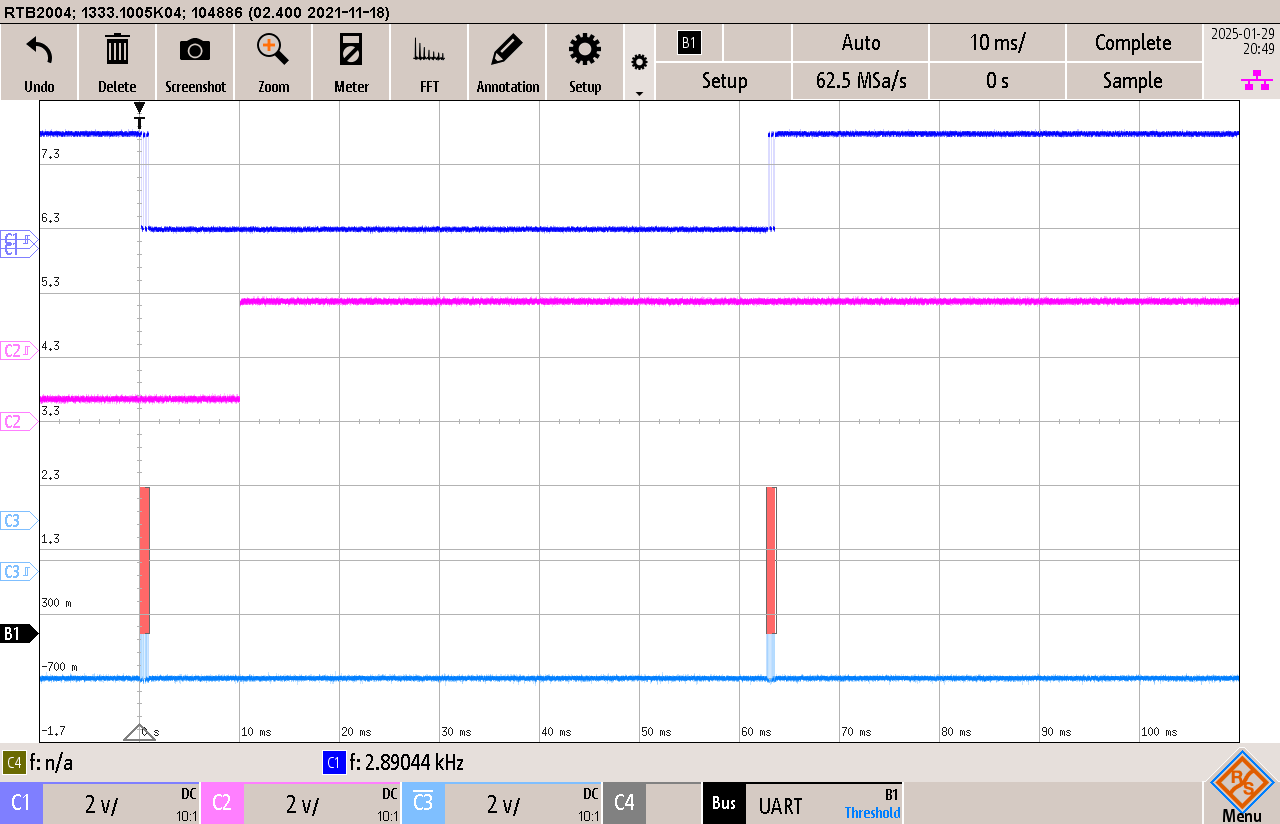 RTB2004; 1333.1005K04; 104886 (02.400 2021-11-18)
Undo
Delete
Screenshot
Zoom
Meter
FFT
Annotation
Setup
B1
Auto
10 ms/
Complete
Setup
62.5 MSa/s
0 s
Sample
2025-01-29
20:49
T
7.3
6.3
C1
C1
5.3
C2
4.3
3.3
C2
2.3
C3
1.3
C3
300 m
B1
-700 m
-1.7
0 s
10 ms
20 ms
30 ms
40 ms
50 ms
60 ms
70 ms
80 ms
90 ms
100 ms
C4 f: n/a
C1 f: 2.89044 kHz
C1 2 V/ DC 10:1
C2 2 V/ DC 10:1
C3 2 V/ DC 10:1
C4
Bus UART B1 Threshold
R S
Menu